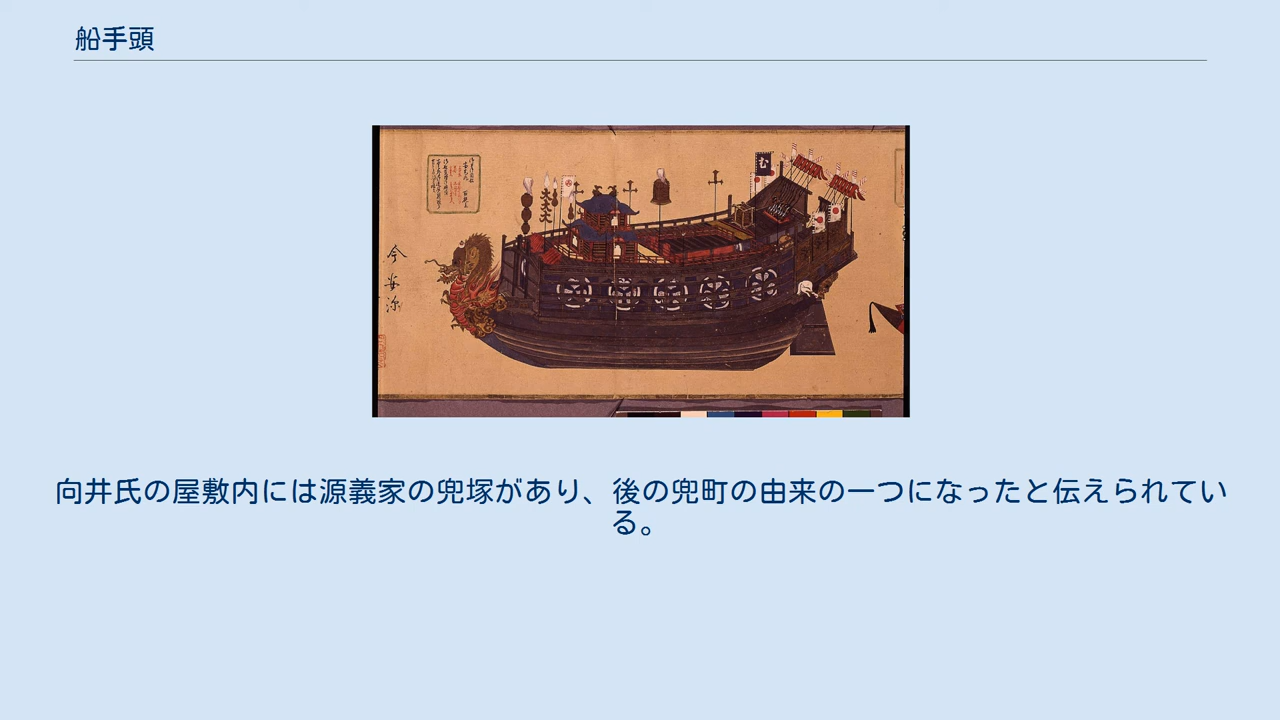 船手頭
む
今
向井氏の屋敷内には源義家の兜塚があり、後の兜町の由来の一つになったと伝えられてい
る。